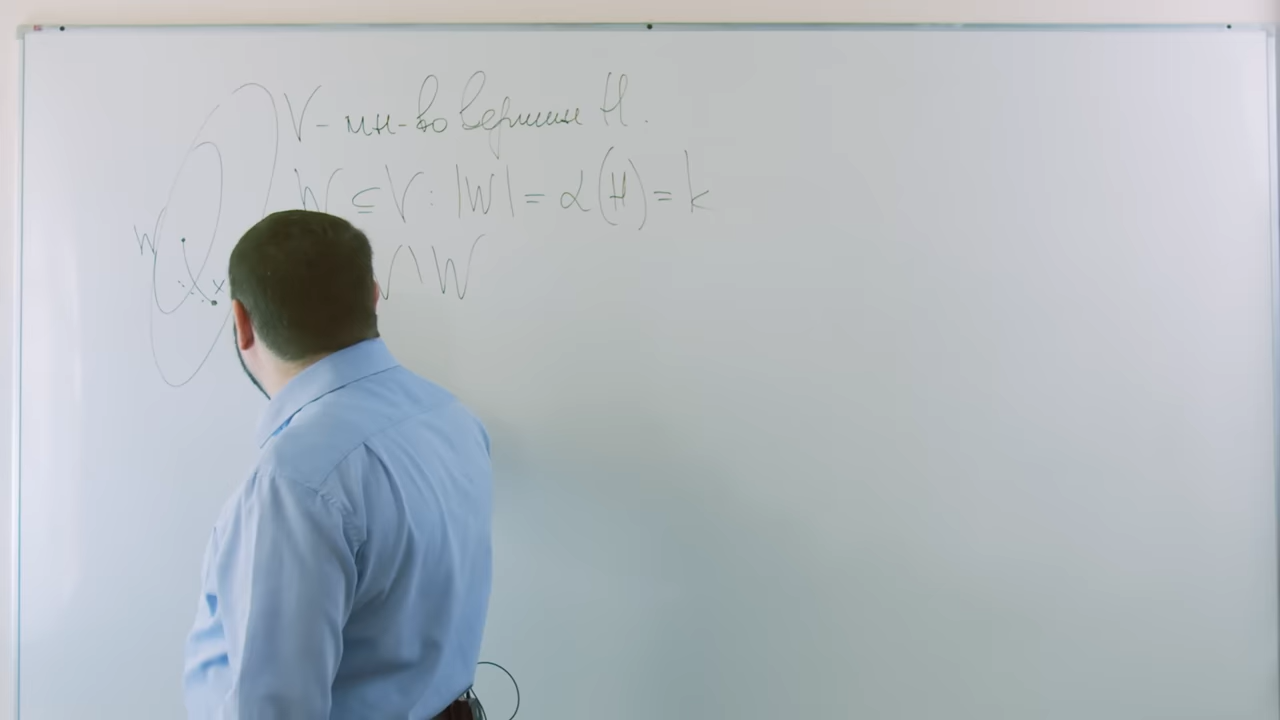 V - мн-во вершин H.
W ⊆ V : |W| = α(H) = k
V \ W
W
x